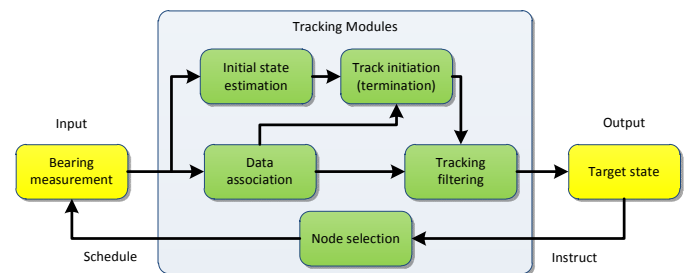 Tracking Modules
Initial state
estimation
Track initiation
(termination)
Input
Output
Bearing
measurement
Data
association
Tracking
filtering
Target state
Node selection
Schedule
Instruct